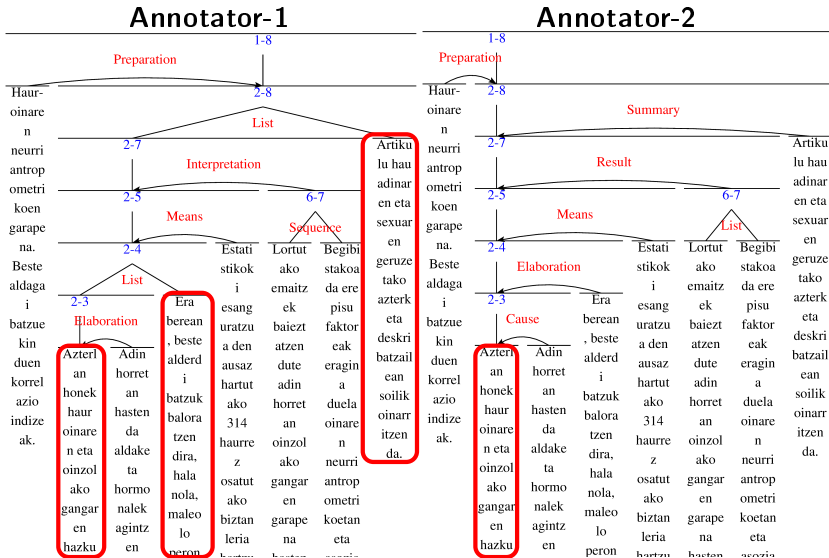 Annotator-1
1-8
Preparation
2-8
List
2-7
Interpretation
2-5
6-7
Means
Sequence
2-4
List
2-3
Elaboration
Haur-
oinare
n
neurri
antrop
ometri
koen
garape
na.
Beste
aldaga
i
batzue
kin
duen
korrel
azio
indize
ak.
Azterl
an
honek
haur
oinare
n eta
oinzol
ako
gangar
en
hazku
Adin
horret
an
hasten
da
aldake
ta
hormo
nalek
agintz
en
Era
berean
, beste
alderd
i
batzuk
balora
tzen
dira,
hala
nola,
maleo
lo
peron
Estati
stikok
i
esang
uratzu
a den
ausaz
hartut
ako
314
haurre
z
osatut
ako
biztan
leria
hartzu
Lortut
ako
emaitz
ek
baiezt
atzen
dute
adin
horret
an
oinzol
ako
gangar
en
garape
na
hasten
Begibi
stakoa
da ere
pisu
faktor
eak
eragin
a
duela
oinare
n
neurri
antrop
ometri
koetan
eta
asozia
Artiku
lu hau
adinar
en eta
sexuar
en
geruze
tako
azterk
eta
deskri
batzail
ean
soilik
oinarr
itzen
da.
Annotator-2
1-8
Preparation
2-8
Summary
2-7
Result
2-5
6-7
Means
List
2-4
Elaboration
2-3
Cause
Haur-
oinare
n
neurri
antrop
ometri
koen
garape
na.
Beste
aldaga
i
batzue
kin
duen
korrel
azio
indize
ak.
Azterl
an
honek
haur
oinare
n eta
oinzol
ako
gangar
en
hazku
Adin
horret
an
hasten
da
aldake
ta
hormo
nalek
agintz
en
Era
berean
, beste
alderd
i
batzuk
balora
tzen
dira,
hala
nola,
maleo
lo
peron
Estati
stikok
i
esang
uratzu
a den
ausaz
hartut
ako
314
haurre
z
osatut
ako
biztan
leria
hartzu
Lortut
ako
emaitz
ek
baiezt
atzen
dute
adin
horret
an
oinzol
ako
gangar
en
garape
na
hasten
Begibi
stakoa
da ere
pisu
faktor
eak
eragin
a
duela
oinare
n
neurri
antrop
ometri
koetan
eta
asozia
Artiku
lu hau
adinar
en eta
sexuar
en
geruze
tako
azterk
eta
deskri
batzail
ean
soilik
oinarr
itzen
da.